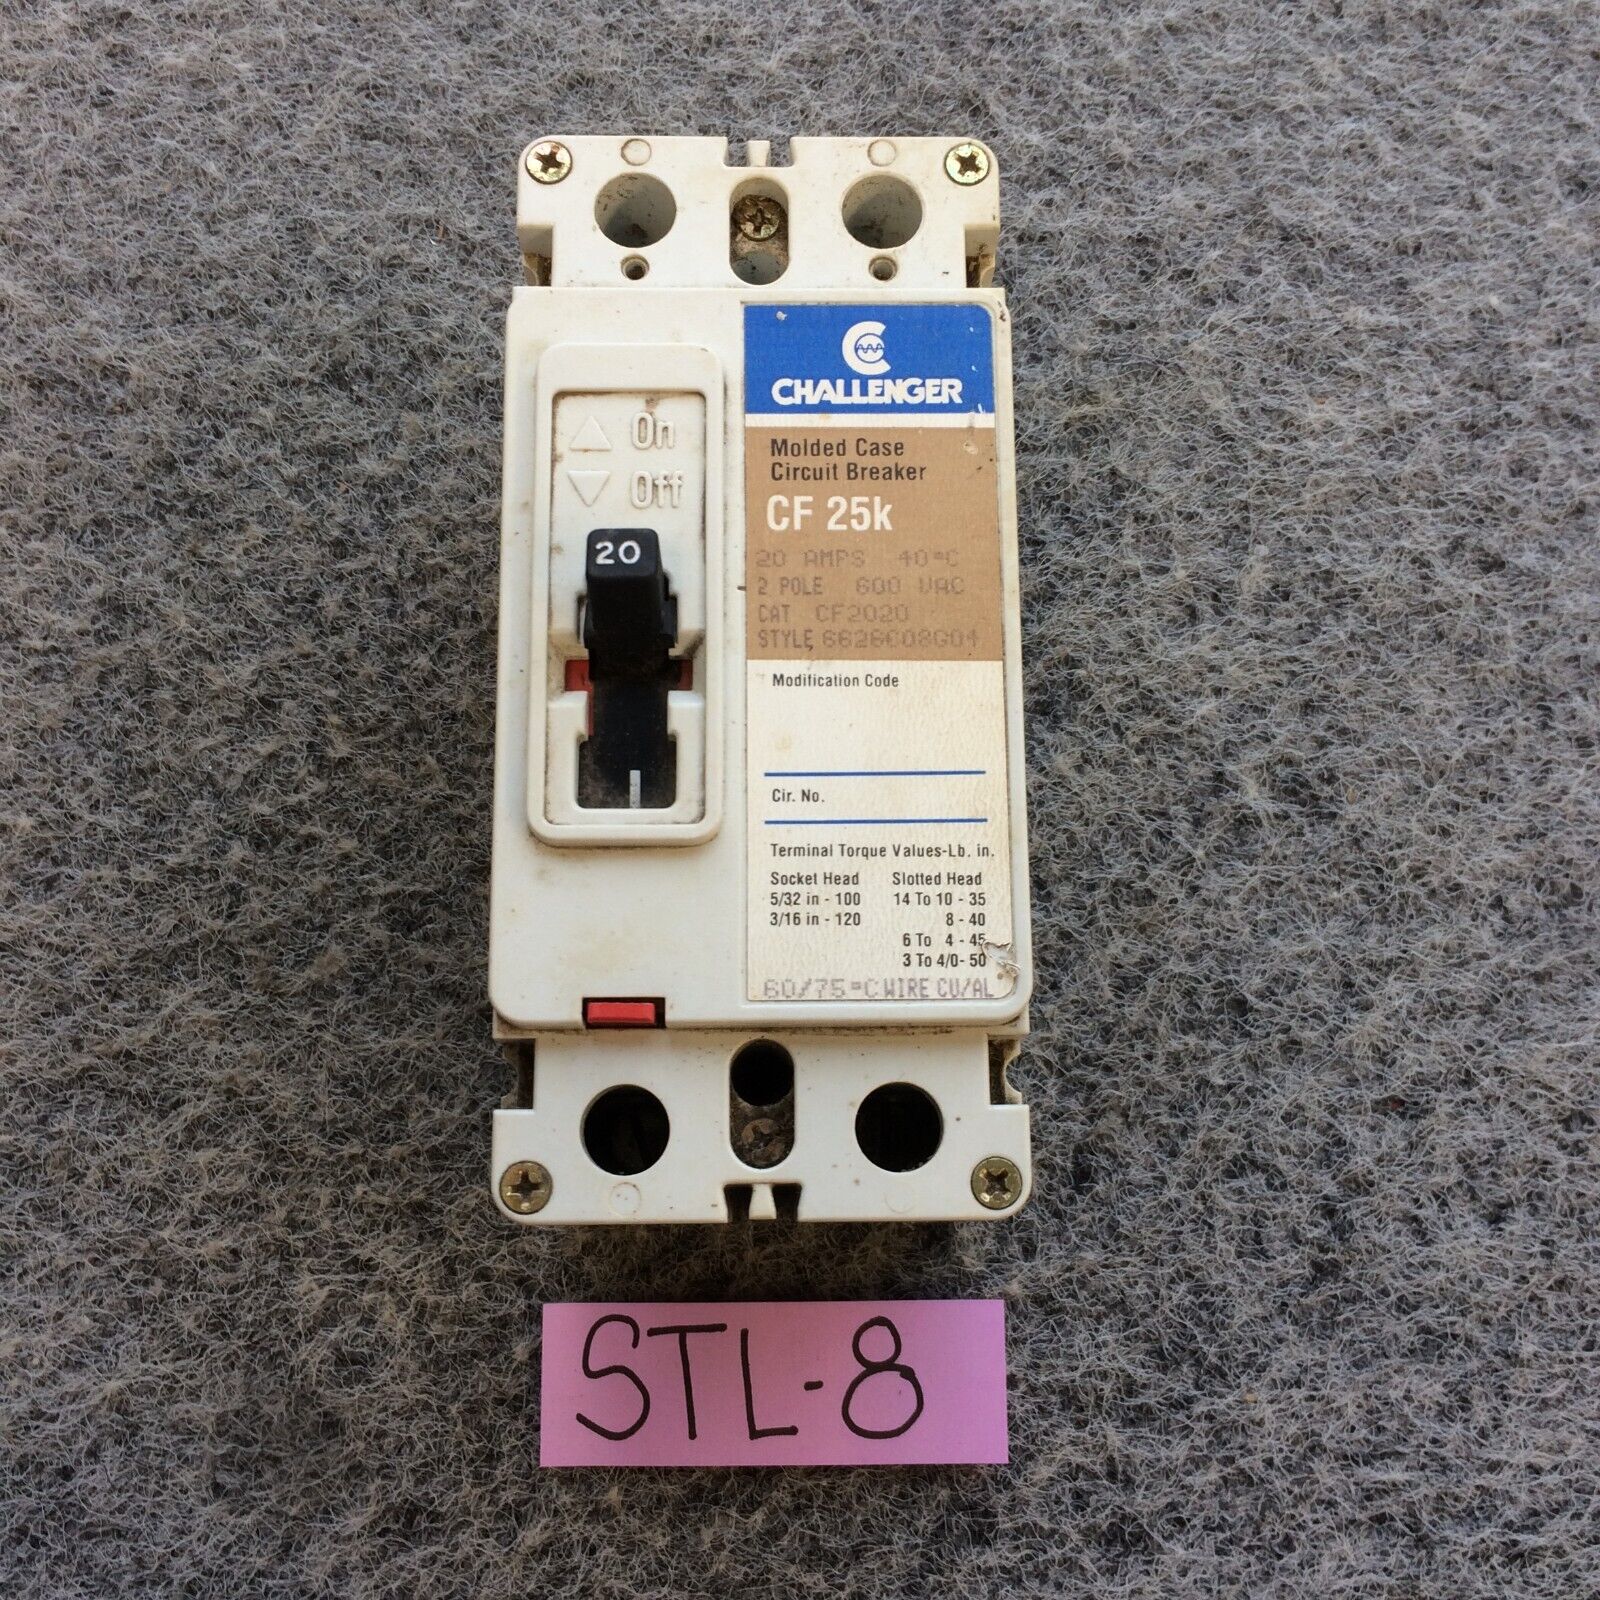 On
Off
20
CHALLENGER
Molded Case
Circuit Breaker
CF 25k
20 AMPS 40°C
2 POLE 600 VAC
CAT CF2020
STYLE 6628C08G04
Modification Code
Cir. No.
Terminal Torque Values-Lb. in.
Socket Head Slotted Head
5/32 in - 100 14 To 10 - 35
3/16 in - 120 8 - 40
6 To 4 - 45
3 To 4/0 - 50
60/75°C WIRE CU/AL
STL-8